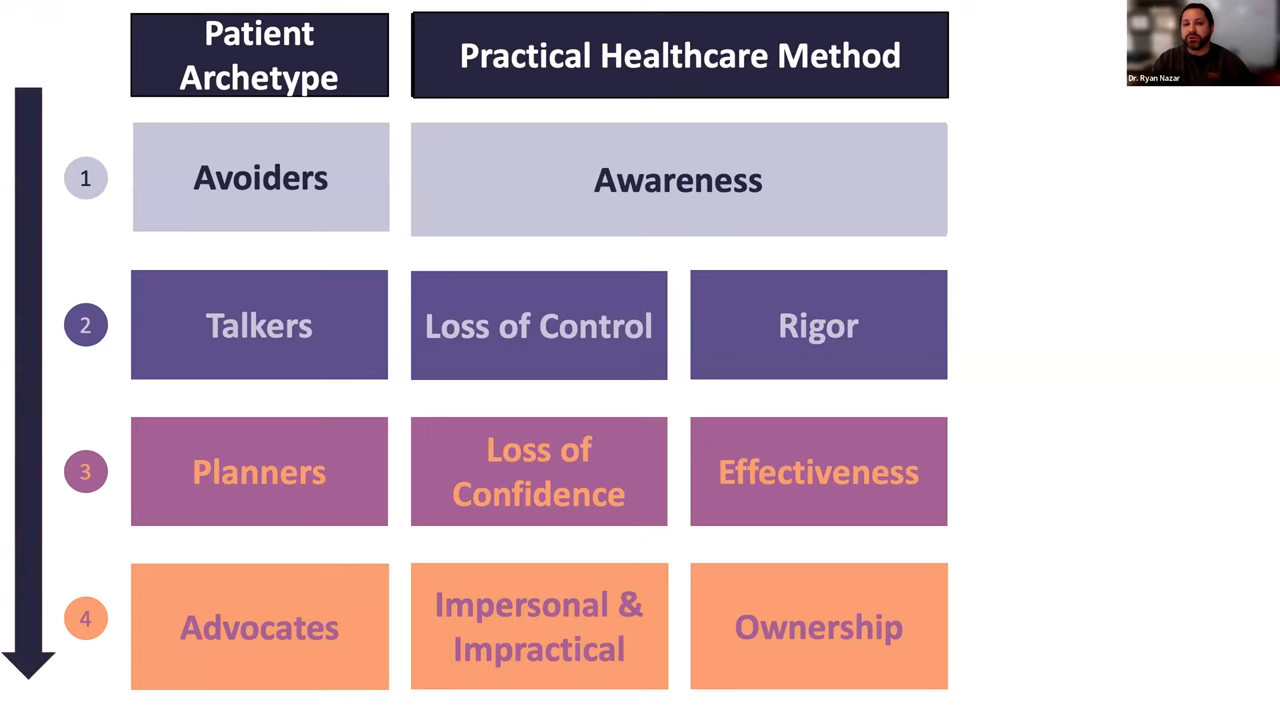 Patient
Archetype
Practical Healthcare Method
Dr. Ryan Nazar
1
Avoiders
Awareness
2
Talkers
Loss of Control
Rigor
3
Planners
Loss of
Confidence
Effectiveness
4
Advocates
Impersonal &
Impractical
Ownership